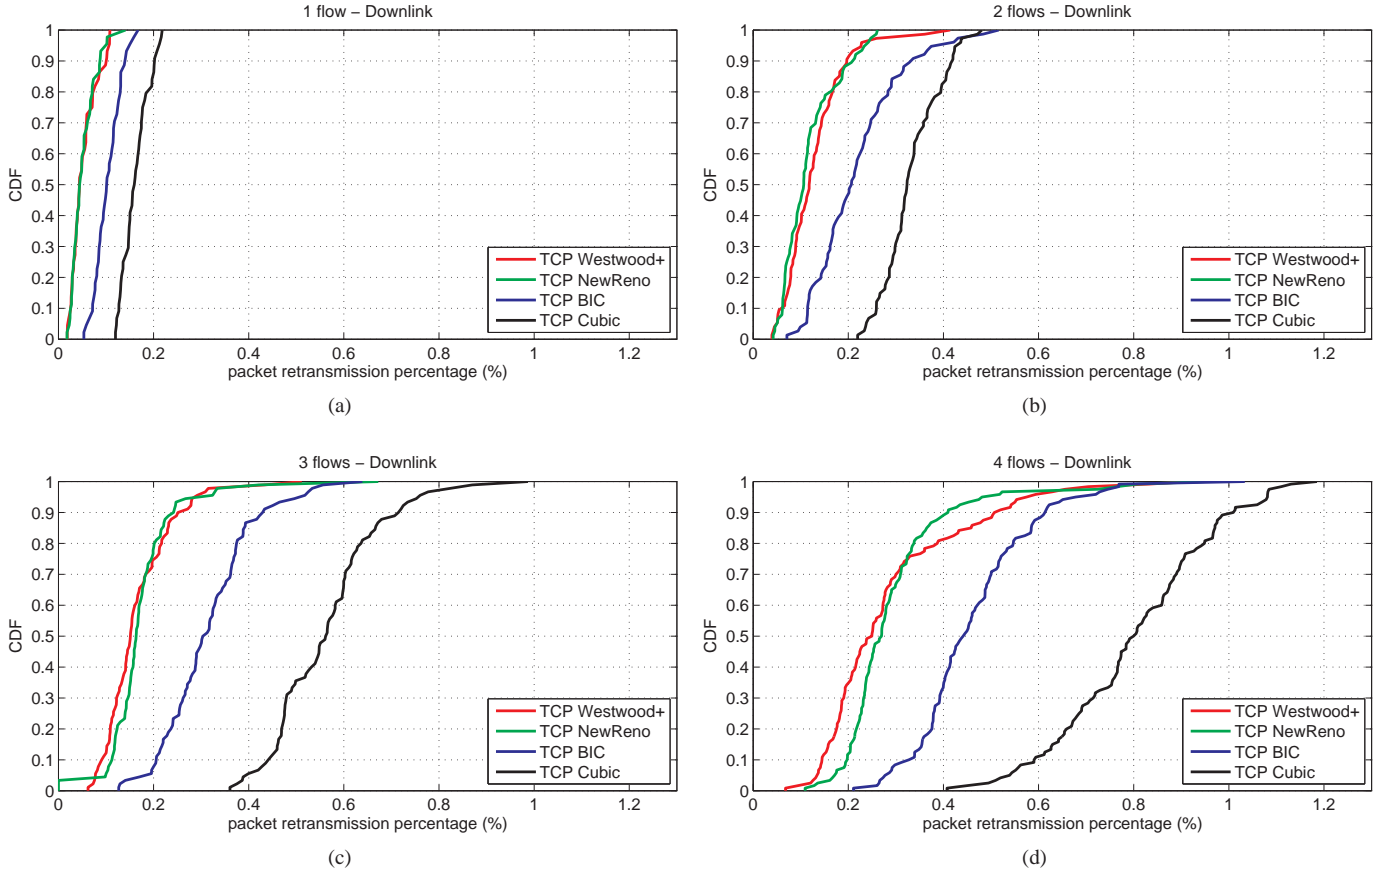 1 flow − Downlink
1
0.9
0.8
0.7
0.6
0.5
0.4
0.3
0.2
0.1
0
CDF
TCP Westwood+
TCP NewReno
TCP BIC
TCP Cubic
0 0.2 0.4 0.6 0.8 1 1.2
packet retransmission percentage (%)
(a)
2 flows − Downlink
1
0.9
0.8
0.7
0.6
0.5
0.4
0.3
0.2
0.1
0
CDF
TCP Westwood+
TCP NewReno
TCP BIC
TCP Cubic
0 0.2 0.4 0.6 0.8 1 1.2
packet retransmission percentage (%)
(b)
3 flows − Downlink
1
0.9
0.8
0.7
0.6
0.5
0.4
0.3
0.2
0.1
0
CDF
TCP Westwood+
TCP NewReno
TCP BIC
TCP Cubic
0 0.2 0.4 0.6 0.8 1 1.2
packet retransmission percentage (%)
(c)
4 flows − Downlink
1
0.9
0.8
0.7
0.6
0.5
0.4
0.3
0.2
0.1
0
CDF
TCP Westwood+
TCP NewReno
TCP BIC
TCP Cubic
0 0.2 0.4 0.6 0.8 1 1.2
packet retransmission percentage (%)
(d)